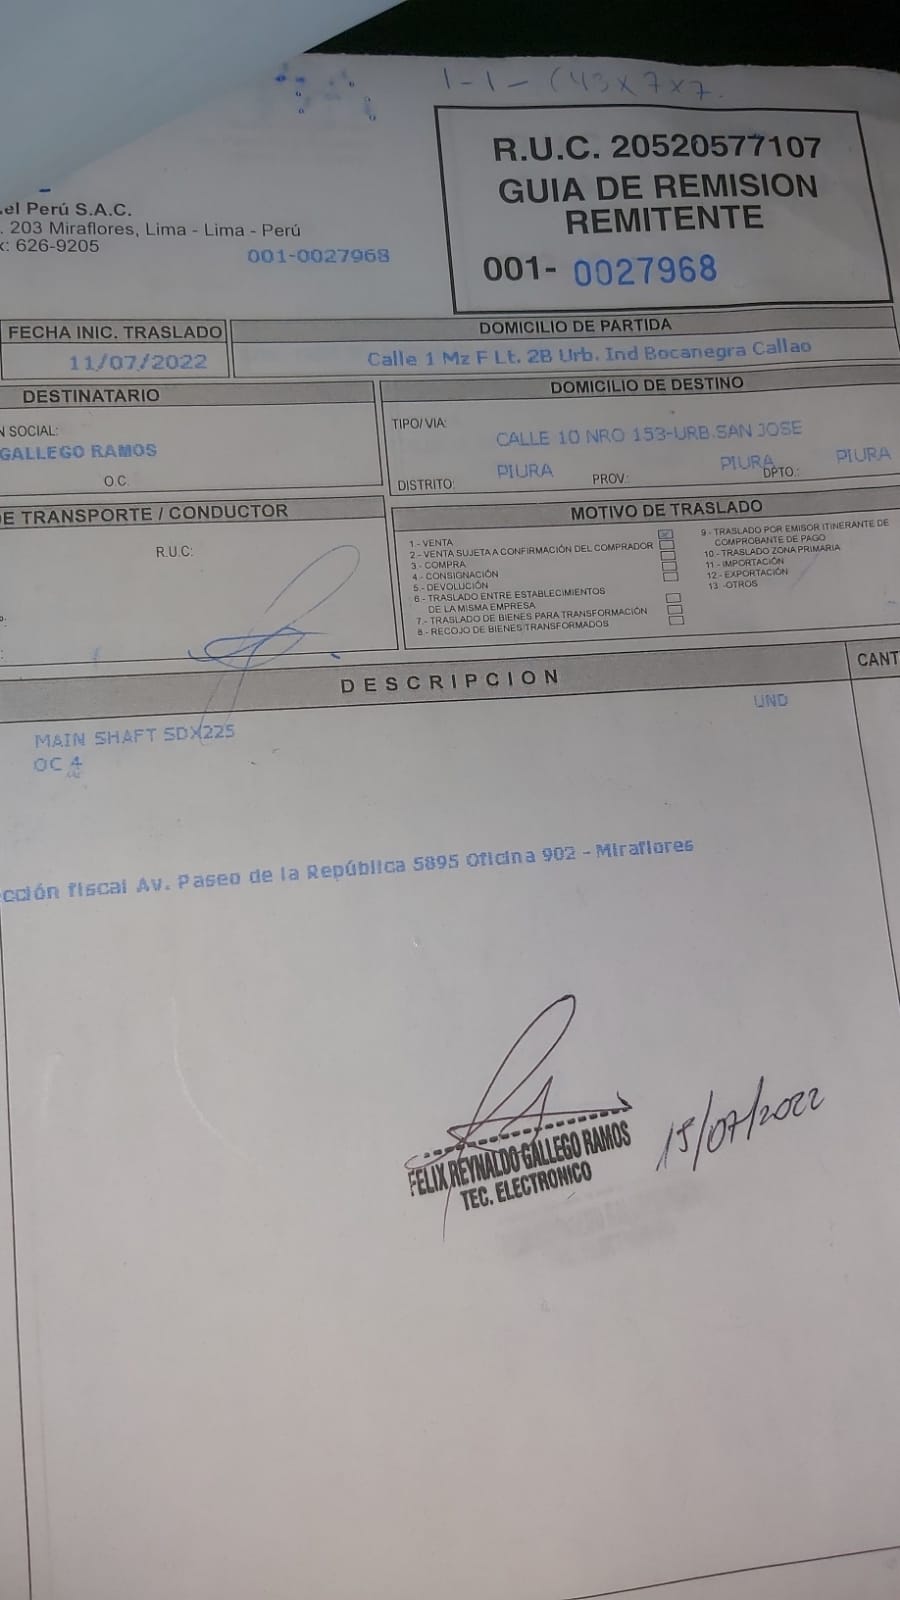 1-1-(43x7x7.
R.U.C. 20520577107
GUIA DE REMISION
REMITENTE
001- 0027968
el Perú S.A.C.
. 203 Miraflores, Lima - Lima - Perú
x: 626-9205
001-0027968
FECHA INIC. TRASLADO
11/07/2022
DOMICILIO DE PARTIDA
Calle 1 Mz F Lt. 2B Urb. Ind Bocanegra Callao
DESTINATARIO
N SOCIAL:
GALLEGO RAMOS
O.C.
DOMICILIO DE DESTINO
TIPO/VIA:
CALLE 10 NRO 153-URB.SAN JOSE
DISTRITO: PIURA PROV: PIURA DPTO.: PIURA
E TRANSPORTE / CONDUCTOR
R.U.C:
MOTIVO DE TRASLADO
1.- VENTA
2.- VENTA SUJETA A CONFIRMACIÓN DEL COMPRADOR
3.- COMPRA
4.- CONSIGNACIÓN
5.- DEVOLUCIÓN
6.- TRASLADO ENTRE ESTABLECIMIENTOS
DE LA MISMA EMPRESA
7.- TRASLADO DE BIENES PARA TRANSFORMACIÓN
8.- RECOJO DE BIENES TRANSFORMADOS
9.- TRASLADO POR EMISOR ITINERANTE DE
COMPROBANTE DE PAGO
10.- TRASLADO ZONA PRIMARIA
11.- IMPORTACIÓN
12.- EXPORTACIÓN
13 -OTROS
DESCRIPCION
CANT
MAIN SHAFT SDX225
UND
OC 4
cción fiscal Av. Paseo de la República 5895 Oficina 902 - Miraflores
FELIX REYNALDO GALLEGO RAMOS
TEC. ELECTRONICO
15/07/2022